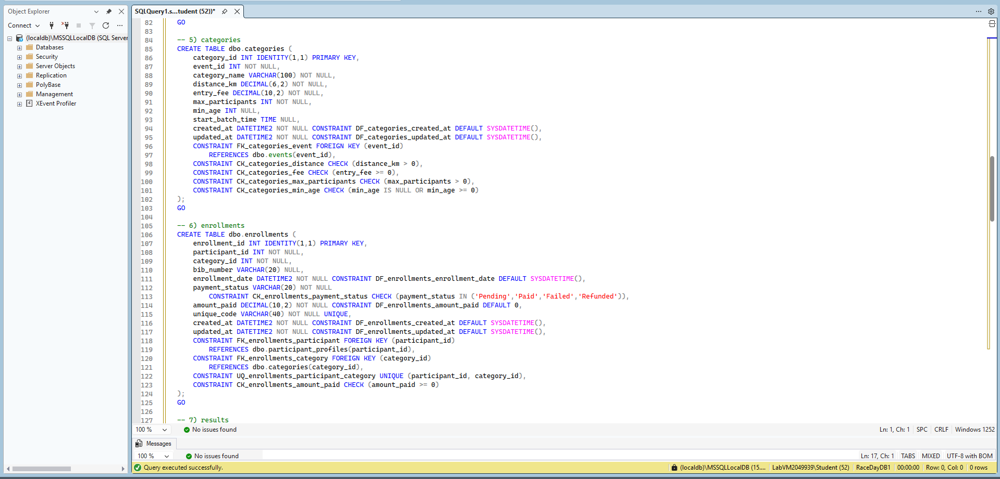 Object Explorer
Connect
(localdb)\MSSQLLocalDB (SQL Server
Databases
Security
Server Objects
Replication
PolyBase
Management
XEvent Profiler
SQLQuery1.s...tudent (52))*
82 GO
83
84 -- 5) categories
85 CREATE TABLE dbo.categories (
86 category_id INT IDENTITY(1,1) PRIMARY KEY,
87 event_id INT NOT NULL,
88 category_name VARCHAR(100) NOT NULL,
89 distance_km DECIMAL(6,2) NOT NULL,
90 entry_fee DECIMAL(10,2) NOT NULL,
91 max_participants INT NOT NULL,
92 min_age INT NULL,
93 start_batch_time TIME NULL,
94 created_at DATETIME2 NOT NULL CONSTRAINT DF_categories_created_at DEFAULT SYSDATETIME(),
95 updated_at DATETIME2 NOT NULL CONSTRAINT DF_categories_updated_at DEFAULT SYSDATETIME(),
96 CONSTRAINT FK_categories_event FOREIGN KEY (event_id)
97 REFERENCES dbo.events(event_id),
98 CONSTRAINT CK_categories_distance CHECK (distance_km > 0),
99 CONSTRAINT CK_categories_fee CHECK (entry_fee >= 0),
100 CONSTRAINT CK_categories_max_participants CHECK (max_participants > 0),
101 CONSTRAINT CK_categories_min_age CHECK (min_age IS NULL OR min_age >= 0)
102 );
103 GO
104
105 -- 6) enrollments
106 CREATE TABLE dbo.enrollments (
107 enrollment_id INT IDENTITY(1,1) PRIMARY KEY,
108 participant_id INT NOT NULL,
109 category_id INT NOT NULL,
110 bib_number VARCHAR(20) NULL,
111 enrollment_date DATETIME2 NOT NULL CONSTRAINT DF_enrollments_enrollment_date DEFAULT SYSDATETIME(),
112 payment_status VARCHAR(20) NOT NULL
113 CONSTRAINT CK_enrollments_payment_status CHECK (payment_status IN ('Pending','Paid','Failed','Refunded')),
114 amount_paid DECIMAL(10,2) NOT NULL CONSTRAINT DF_enrollments_amount_paid DEFAULT 0,
115 unique_code VARCHAR(40) NOT NULL UNIQUE,
116 created_at DATETIME2 NOT NULL CONSTRAINT DF_enrollments_created_at DEFAULT SYSDATETIME(),
117 updated_at DATETIME2 NOT NULL CONSTRAINT DF_enrollments_updated_at DEFAULT SYSDATETIME(),
118 CONSTRAINT FK_enrollments_participant FOREIGN KEY (participant_id)
119 REFERENCES dbo.participant_profiles(participant_id),
120 CONSTRAINT FK_enrollments_category FOREIGN KEY (category_id)
121 REFERENCES dbo.categories(category_id),
122 CONSTRAINT UQ_enrollments_participant_category UNIQUE (participant_id, category_id),
123 CONSTRAINT CK_enrollments_amount_paid CHECK (amount_paid >= 0)
124 );
125 GO
126
127 -- 7) results
100 % No issues found Ln: 1, Ch: 1 SPC CRLF Windows 1252
Messages
100 % No issues found Ln: 17, Ch: 1 TABS MIXED UTF-8 with BOM
Query executed successfully. (localdb)\MSSQLLocalDB (15.... LabVM2049939\Student (52) RaceDayDB1 00:00:00 Row: 0, Col: 0 0 rows